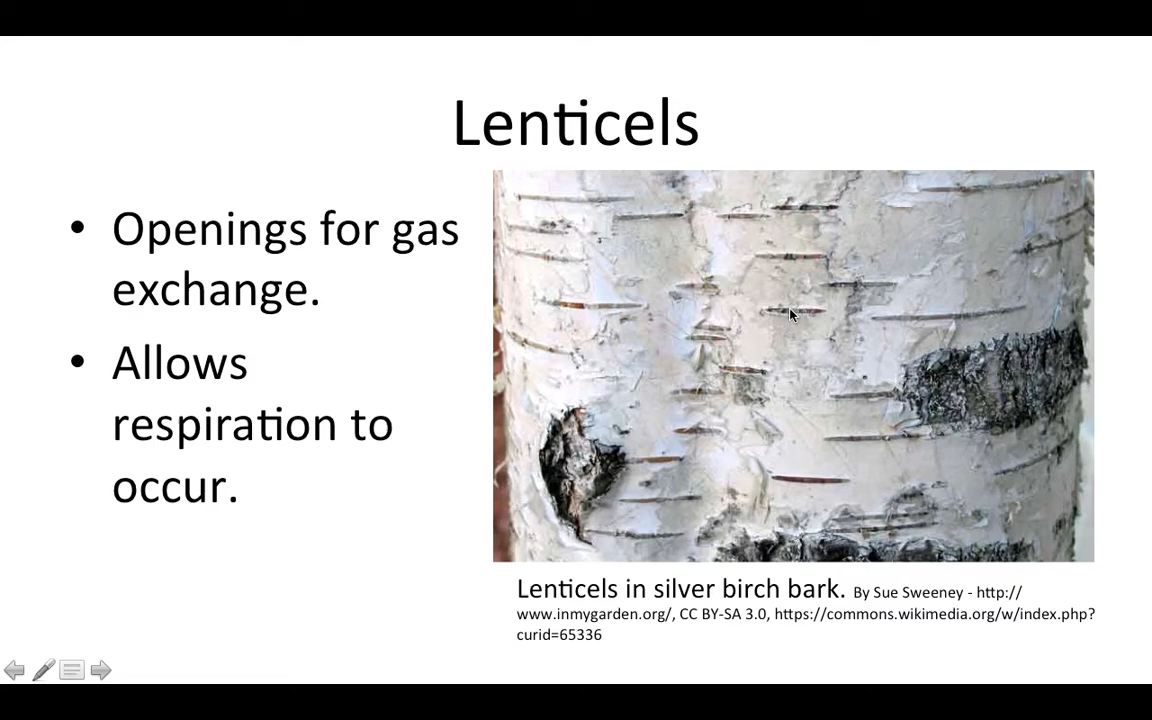 Lenticels
• Openings for gas
exchange.
• Allows
respiration to
occur.
Lenticels in silver birch bark. By Sue Sweeney - http://
www.inmygarden.org/, CC BY-SA 3.0, https://commons.wikimedia.org/w/index.php?
curid=65336